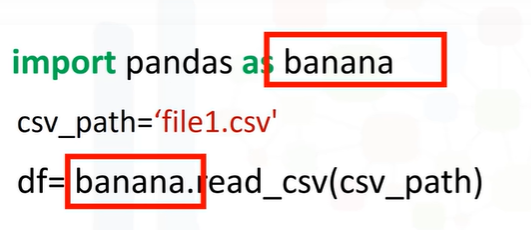 import pandas as banana
csv_path=‘file1.csv'
df= banana.read_csv(csv_path)